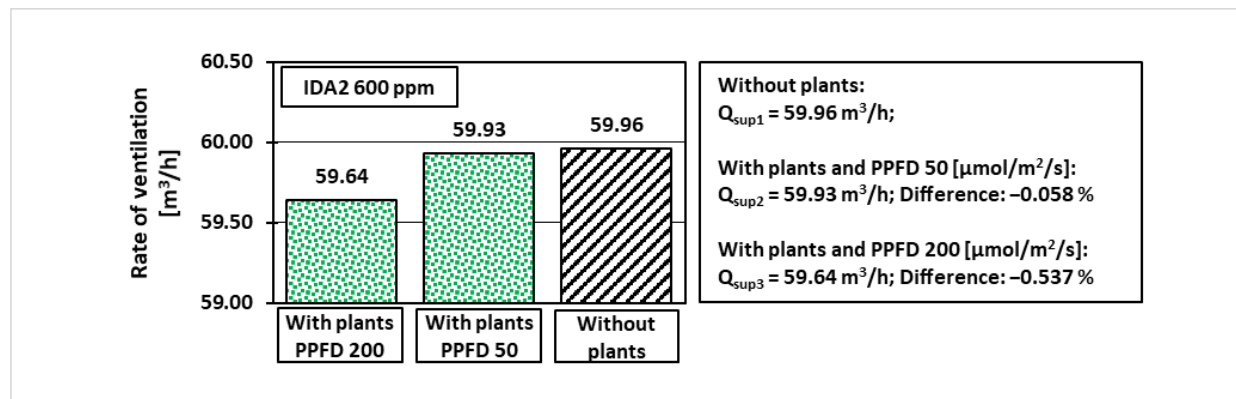 Rate of ventilation
[m³/h]
60.50
60.00
59.50
59.00
IDA2 600 ppm
59.64
59.93
59.96
With plants
PPFD 200
With plants
PPFD 50
Without
plants
Without plants:
Qsup1 = 59.96 m³/h;
With plants and PPFD 50 [µmol/m²/s]:
Qsup2 = 59.93 m³/h; Difference: −0.058 %
With plants and PPFD 200 [µmol/m²/s]:
Qsup3 = 59.64 m³/h; Difference: −0.537 %